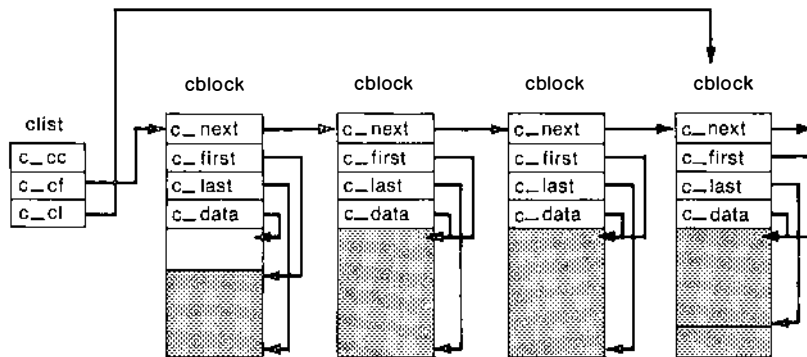 cblock
cblock
cblock
cblock
clist
c_cc
c_cf
c_cl
c_next
c_first
c_last
c_data
c_next
c_first
c_last
c_data
c_next
c_first
c_last
c_data
c_next
c_first
c_last
c_data